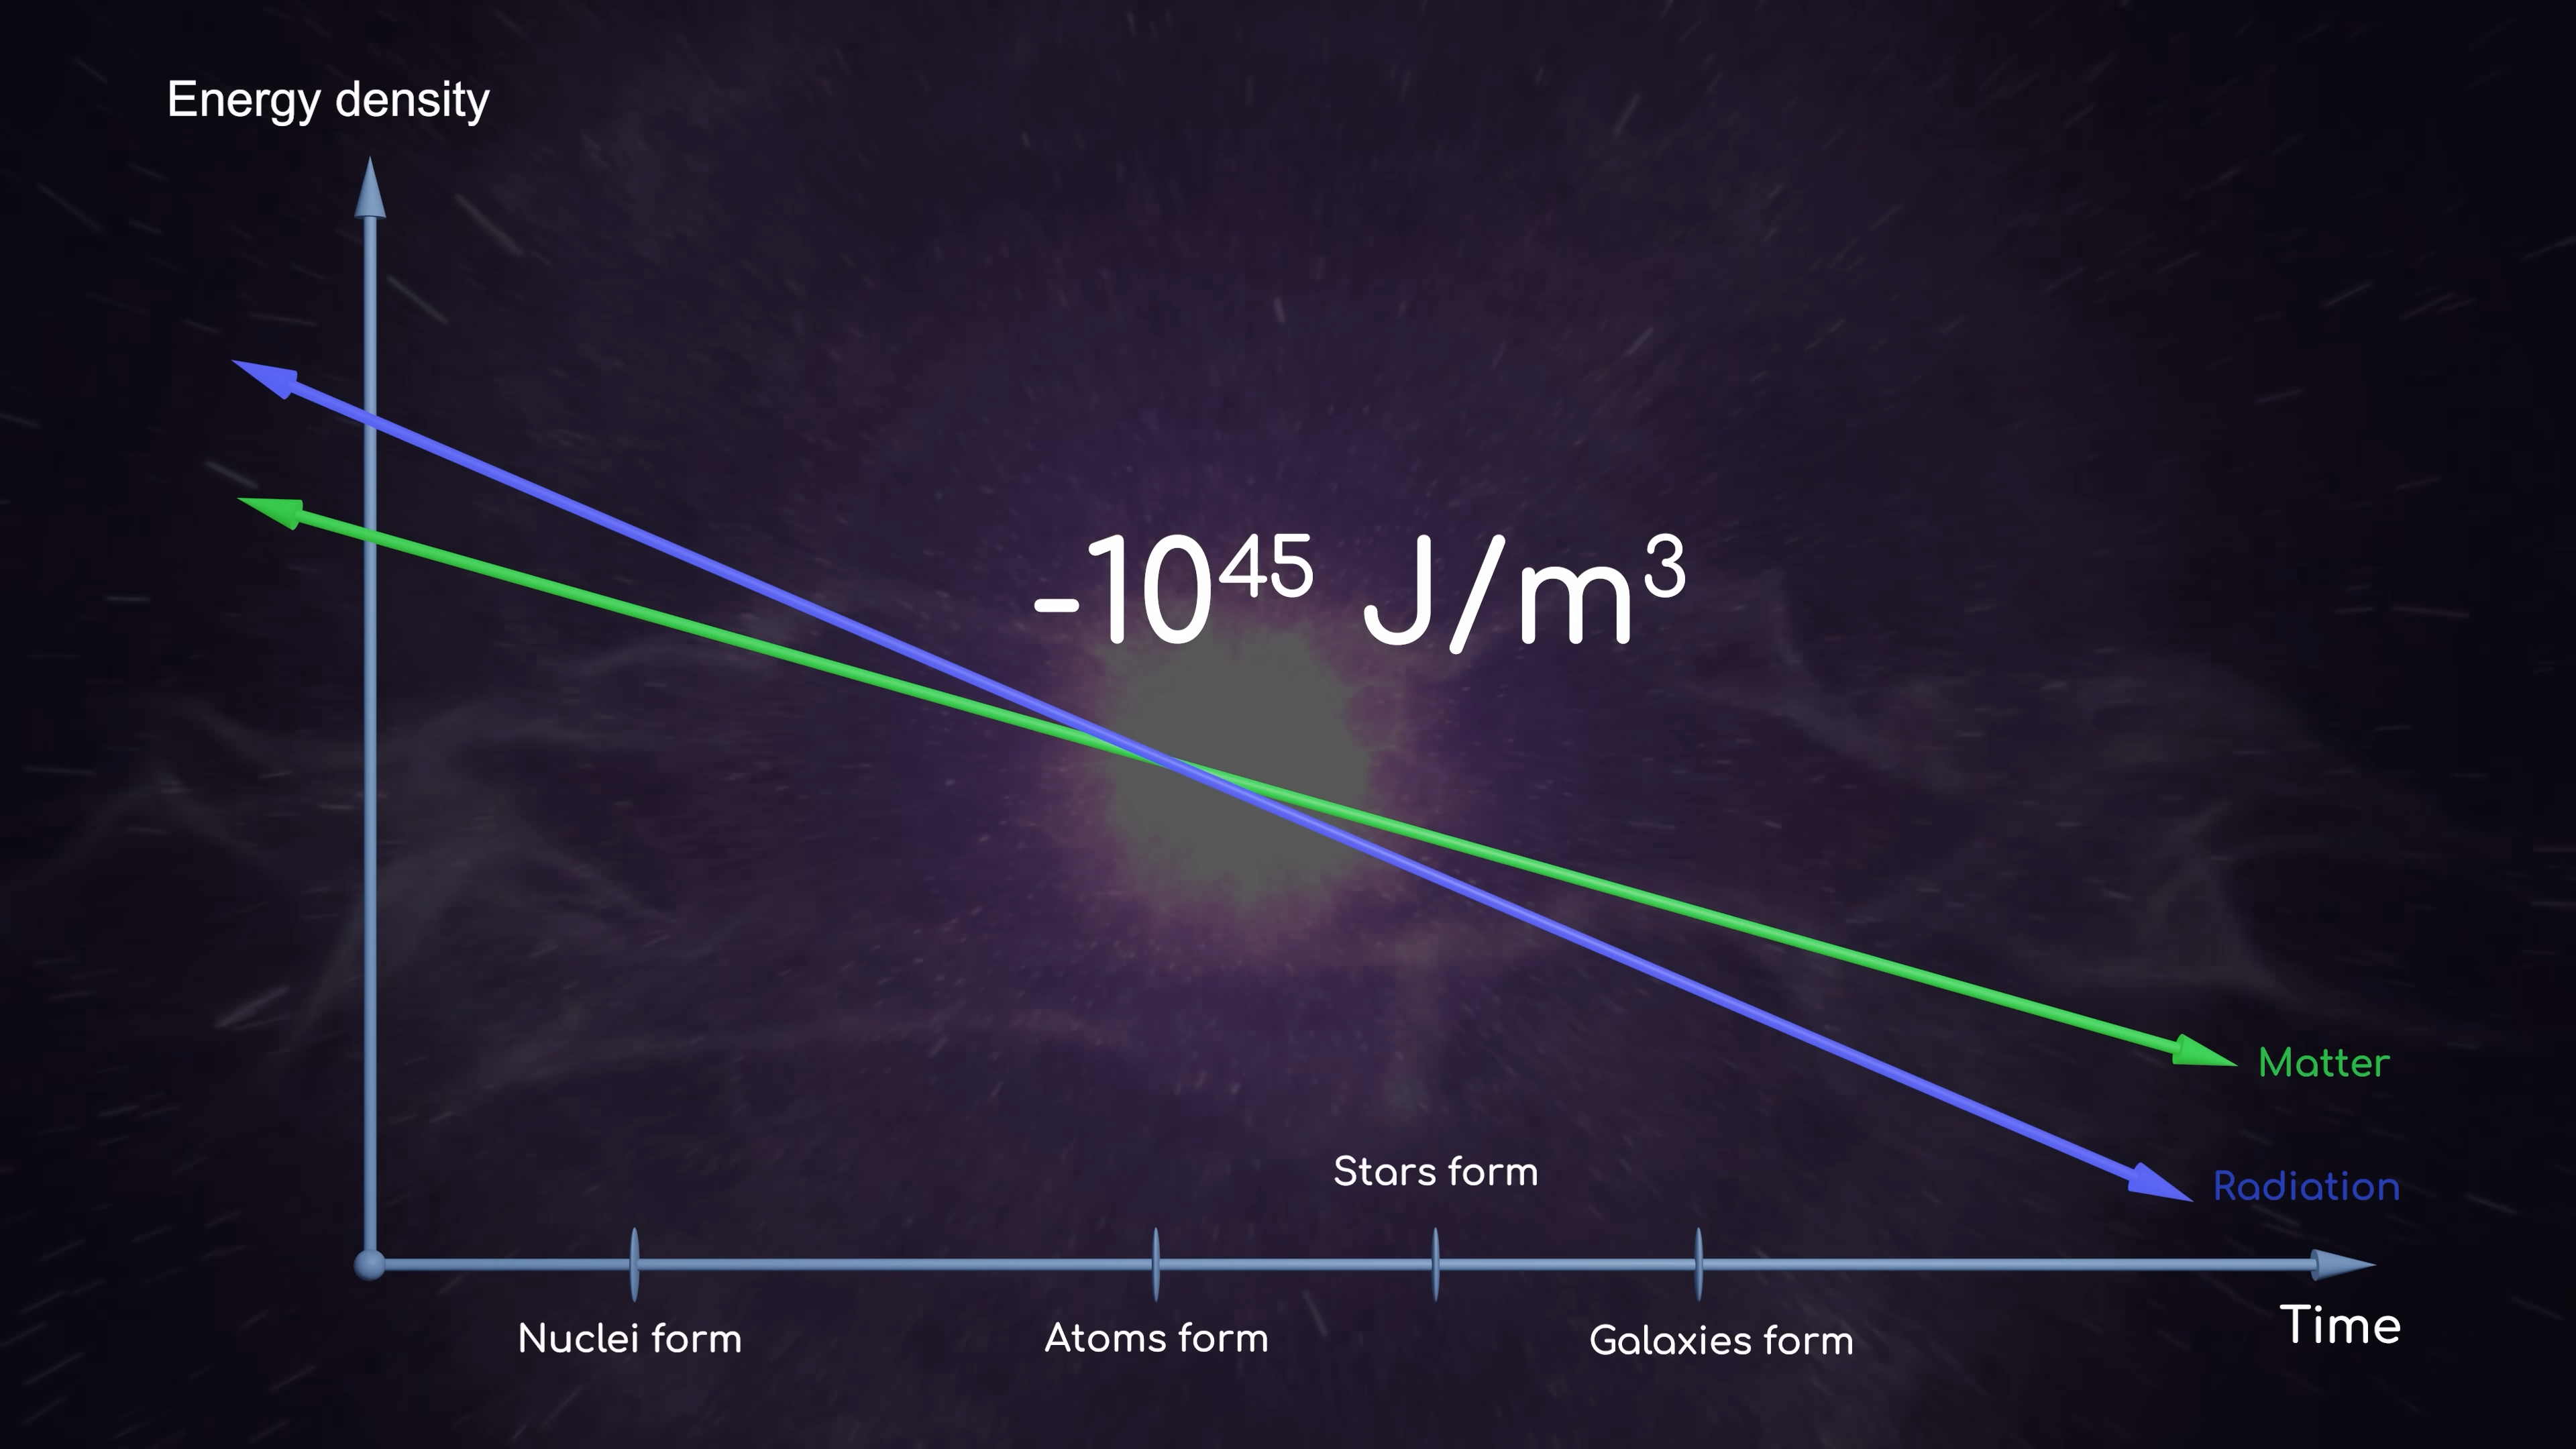 Energy density
-10⁴⁵ J/m³
Matter
Stars form
Radiation
Nuclei form
Atoms form
Galaxies form
Time